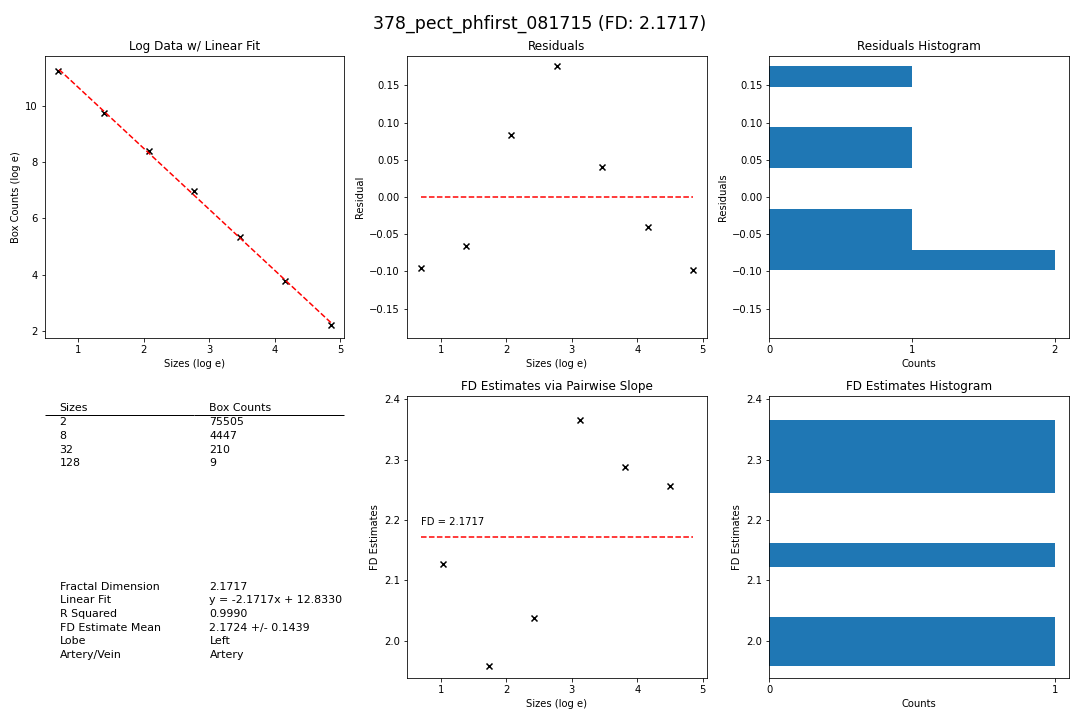 378_pect_phfirst_081715 (FD: 2.1717)
Log Data w/ Linear Fit
Box Counts (log e)
10
8
6
4
2
1 2 3 4 5
Sizes (log e)
Residuals
Residual
0.15
0.10
0.05
0.00
−0.05
−0.10
−0.15
1 2 3 4 5
Sizes (log e)
Residuals Histogram
Residuals
0.15
0.10
0.05
0.00
−0.05
−0.10
−0.15
0 1 2
Counts
Sizes Box Counts
2 75505
8 4447
32 210
128 9
Fractal Dimension 2.1717
Linear Fit y = -2.1717x + 12.8330
R Squared 0.9990
FD Estimate Mean 2.1724 +/- 0.1439
Lobe Left
Artery/Vein Artery
FD Estimates via Pairwise Slope
FD Estimates
2.4
2.3
2.2
2.1
2.0
FD = 2.1717
1 2 3 4 5
Sizes (log e)
FD Estimates Histogram
FD Estimates
2.4
2.3
2.2
2.1
2.0
0 1
Counts